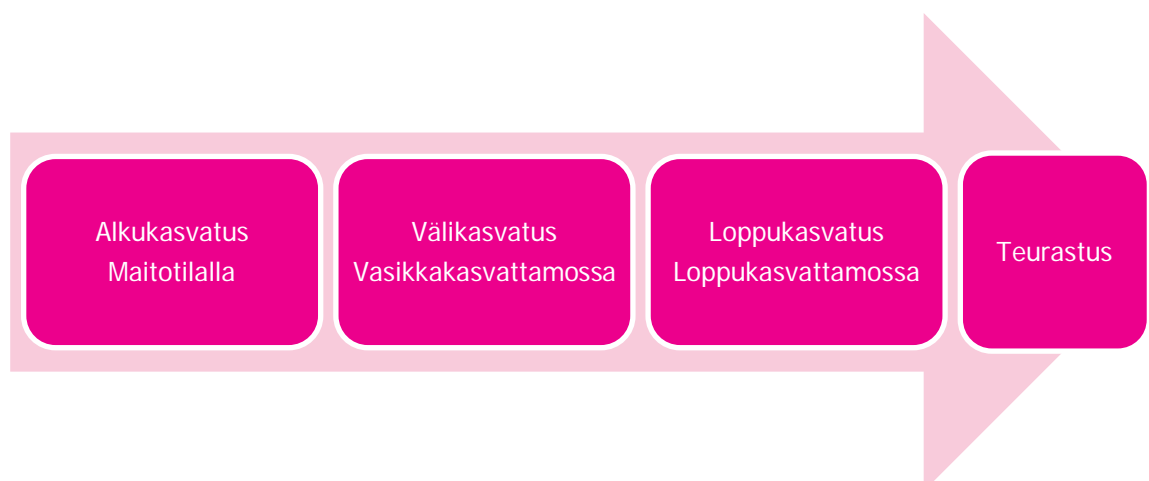 Alkukasvatus
Maitotilalla
Välikasvatus
Vasikkakasvattamossa
Loppukasvatus
Loppukasvattamossa
Teurastus